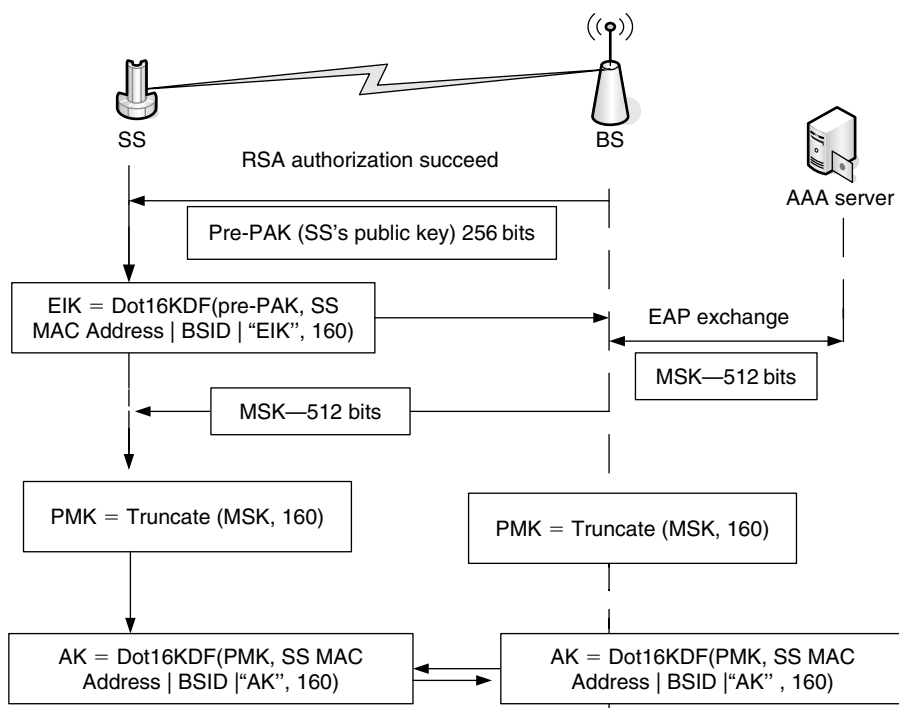 SS
BS
AAA server
RSA authorization succeed
Pre-PAK (SS's public key) 256 bits
EIK = Dot16KDF(pre-PAK, SS
MAC Address | BSID | “EIK’’, 160)
EAP exchange
MSK—512 bits
MSK—512 bits
PMK = Truncate (MSK, 160)
PMK = Truncate (MSK, 160)
AK = Dot16KDF(PMK, SS MAC
Address | BSID |“AK’’, 160)
AK = Dot16KDF(PMK, SS MAC
Address | BSID |“AK’’ , 160)